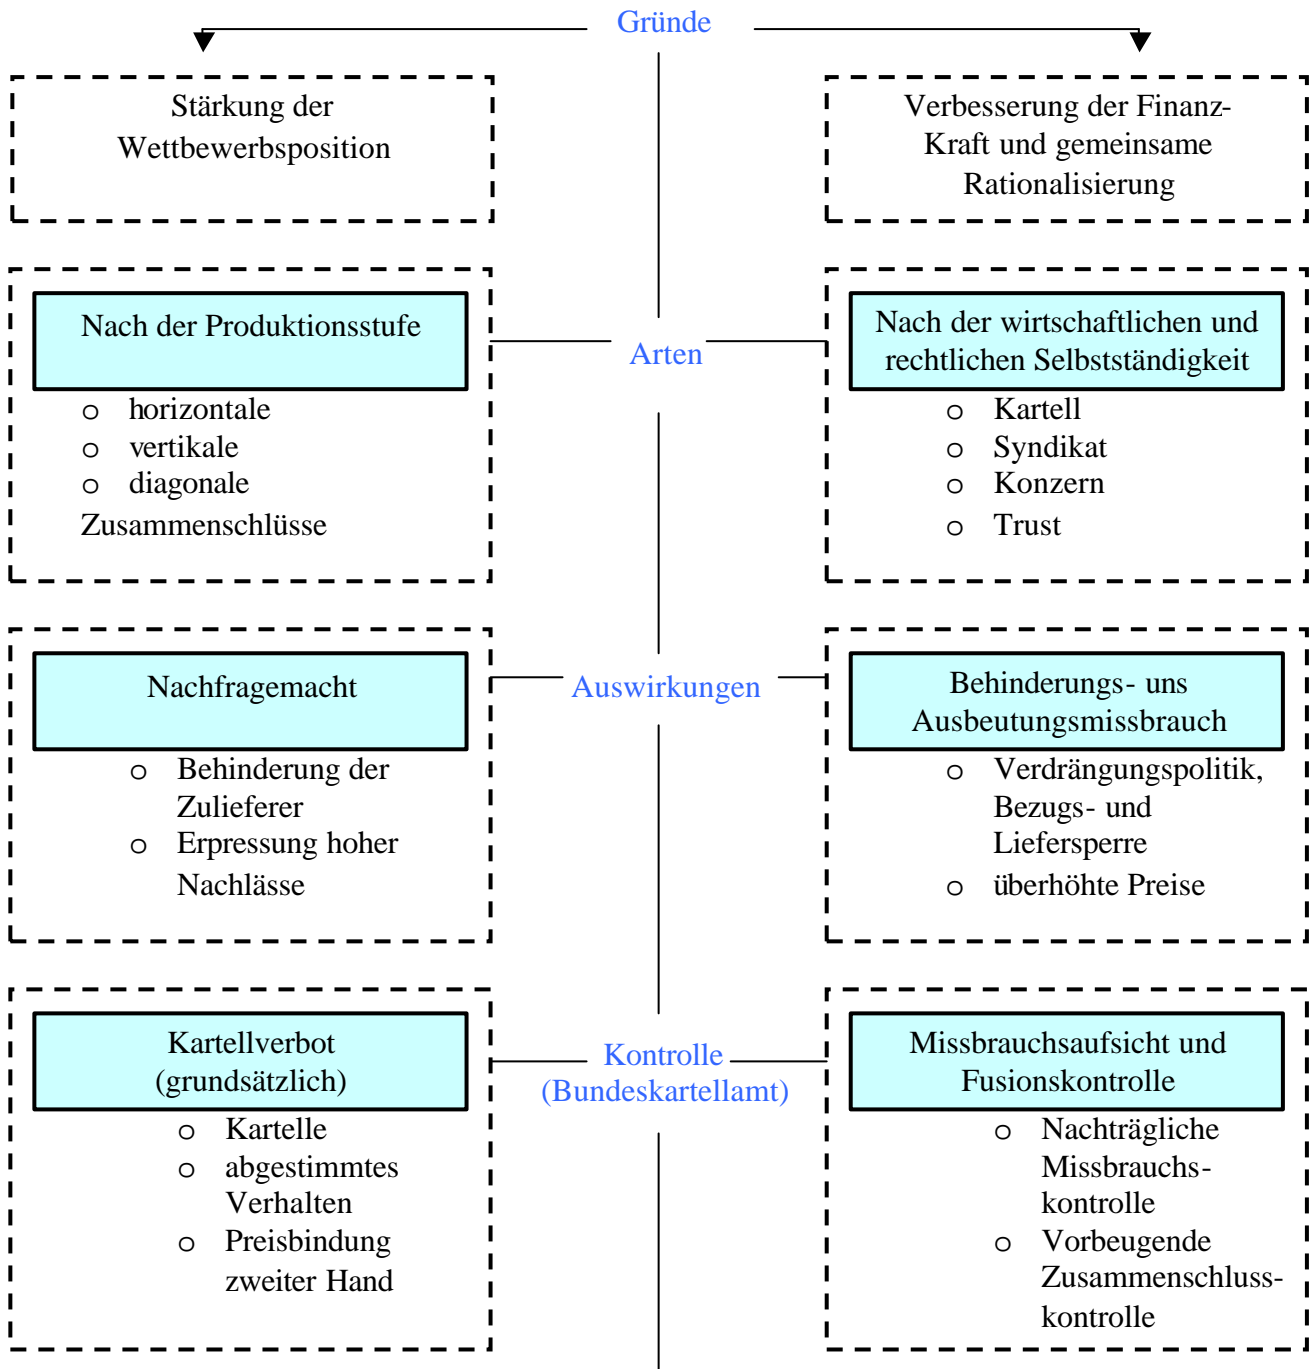 Gründe
Stärkung der
Wettbewerbsposition
Verbesserung der Finanz-
Kraft und gemeinsame
Rationalisierung
Arten
Nach der Produktionsstufe
o horizontale
o vertikale
o diagonale
Zusammenschlüsse
Nach der wirtschaftlichen und
rechtlichen Selbstständigkeit
o Kartell
o Syndikat
o Konzern
o Trust
Auswirkungen
Nachfragemacht
o Behinderung der
Zulieferer
o Erpressung hoher
Nachlässe
Behinderungs- uns
Ausbeutungsmissbrauch
o Verdrängungspolitik,
Bezugs- und
Liefersperre
o überhöhte Preise
Kontrolle
(Bundeskartellamt)
Kartellverbot
(grundsätzlich)
o Kartelle
o abgestimmtes
Verhalten
o Preisbindung
zweiter Hand
Missbrauchsaufsicht und
Fusionskontrolle
o Nachträgliche
Missbrauchs-
kontrolle
o Vorbeugende
Zusammenschluss-
kontrolle